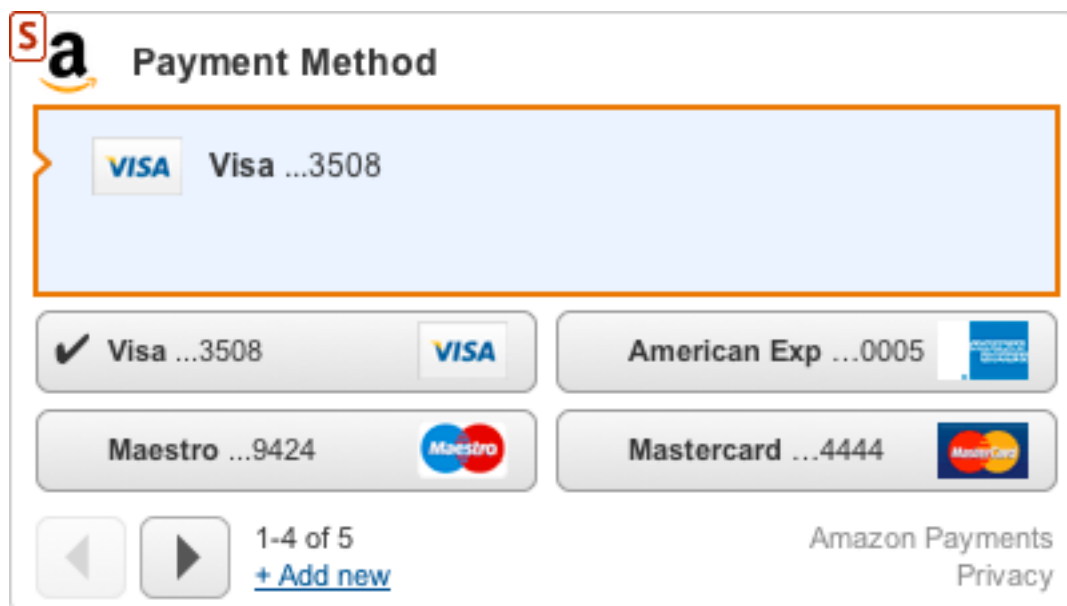 S
a Payment Method
VISA Visa ...3508
✔ Visa ...3508 VISA
American Exp ...0005
Maestro ...9424 Maestro
Mastercard ...4444 MasterCard
1-4 of 5
+ Add new
Amazon Payments
Privacy